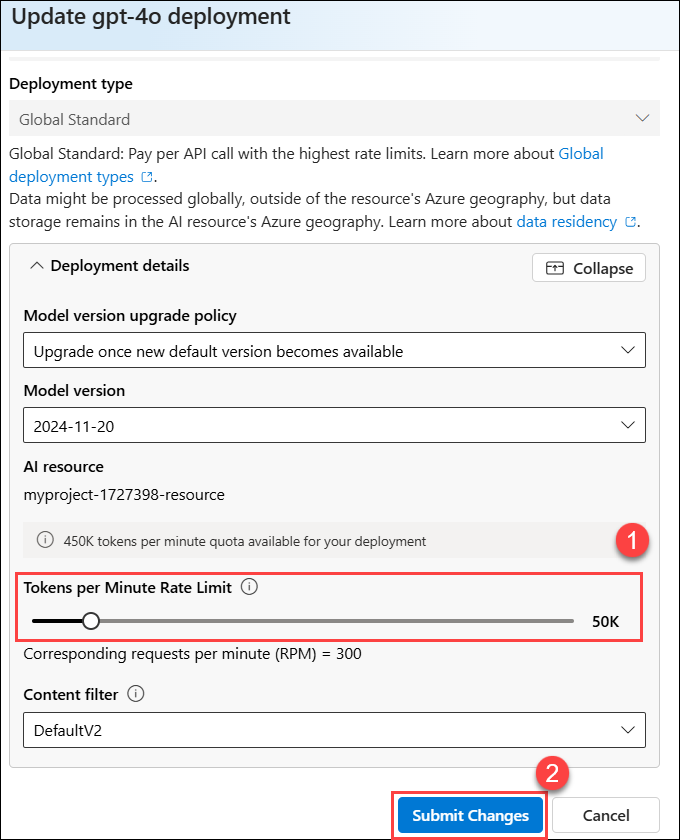 Update gpt-4o deployment
Deployment type
Global Standard
Global Standard: Pay per API call with the highest rate limits. Learn more about Global
deployment types
.
Data might be processed globally, outside of the resource's Azure geography, but data
storage remains in the AI resource's Azure geography. Learn more about data residency
.
Deployment details
Collapse
Model version upgrade policy
Upgrade once new default version becomes available
Model version
2024-11-20
AI resource
myproject-1727398-resource
450K tokens per minute quota available for your deployment
1
Tokens per Minute Rate Limit
50K
Corresponding requests per minute (RPM) = 300
Content filter
DefaultV2
2
Submit Changes
Cancel